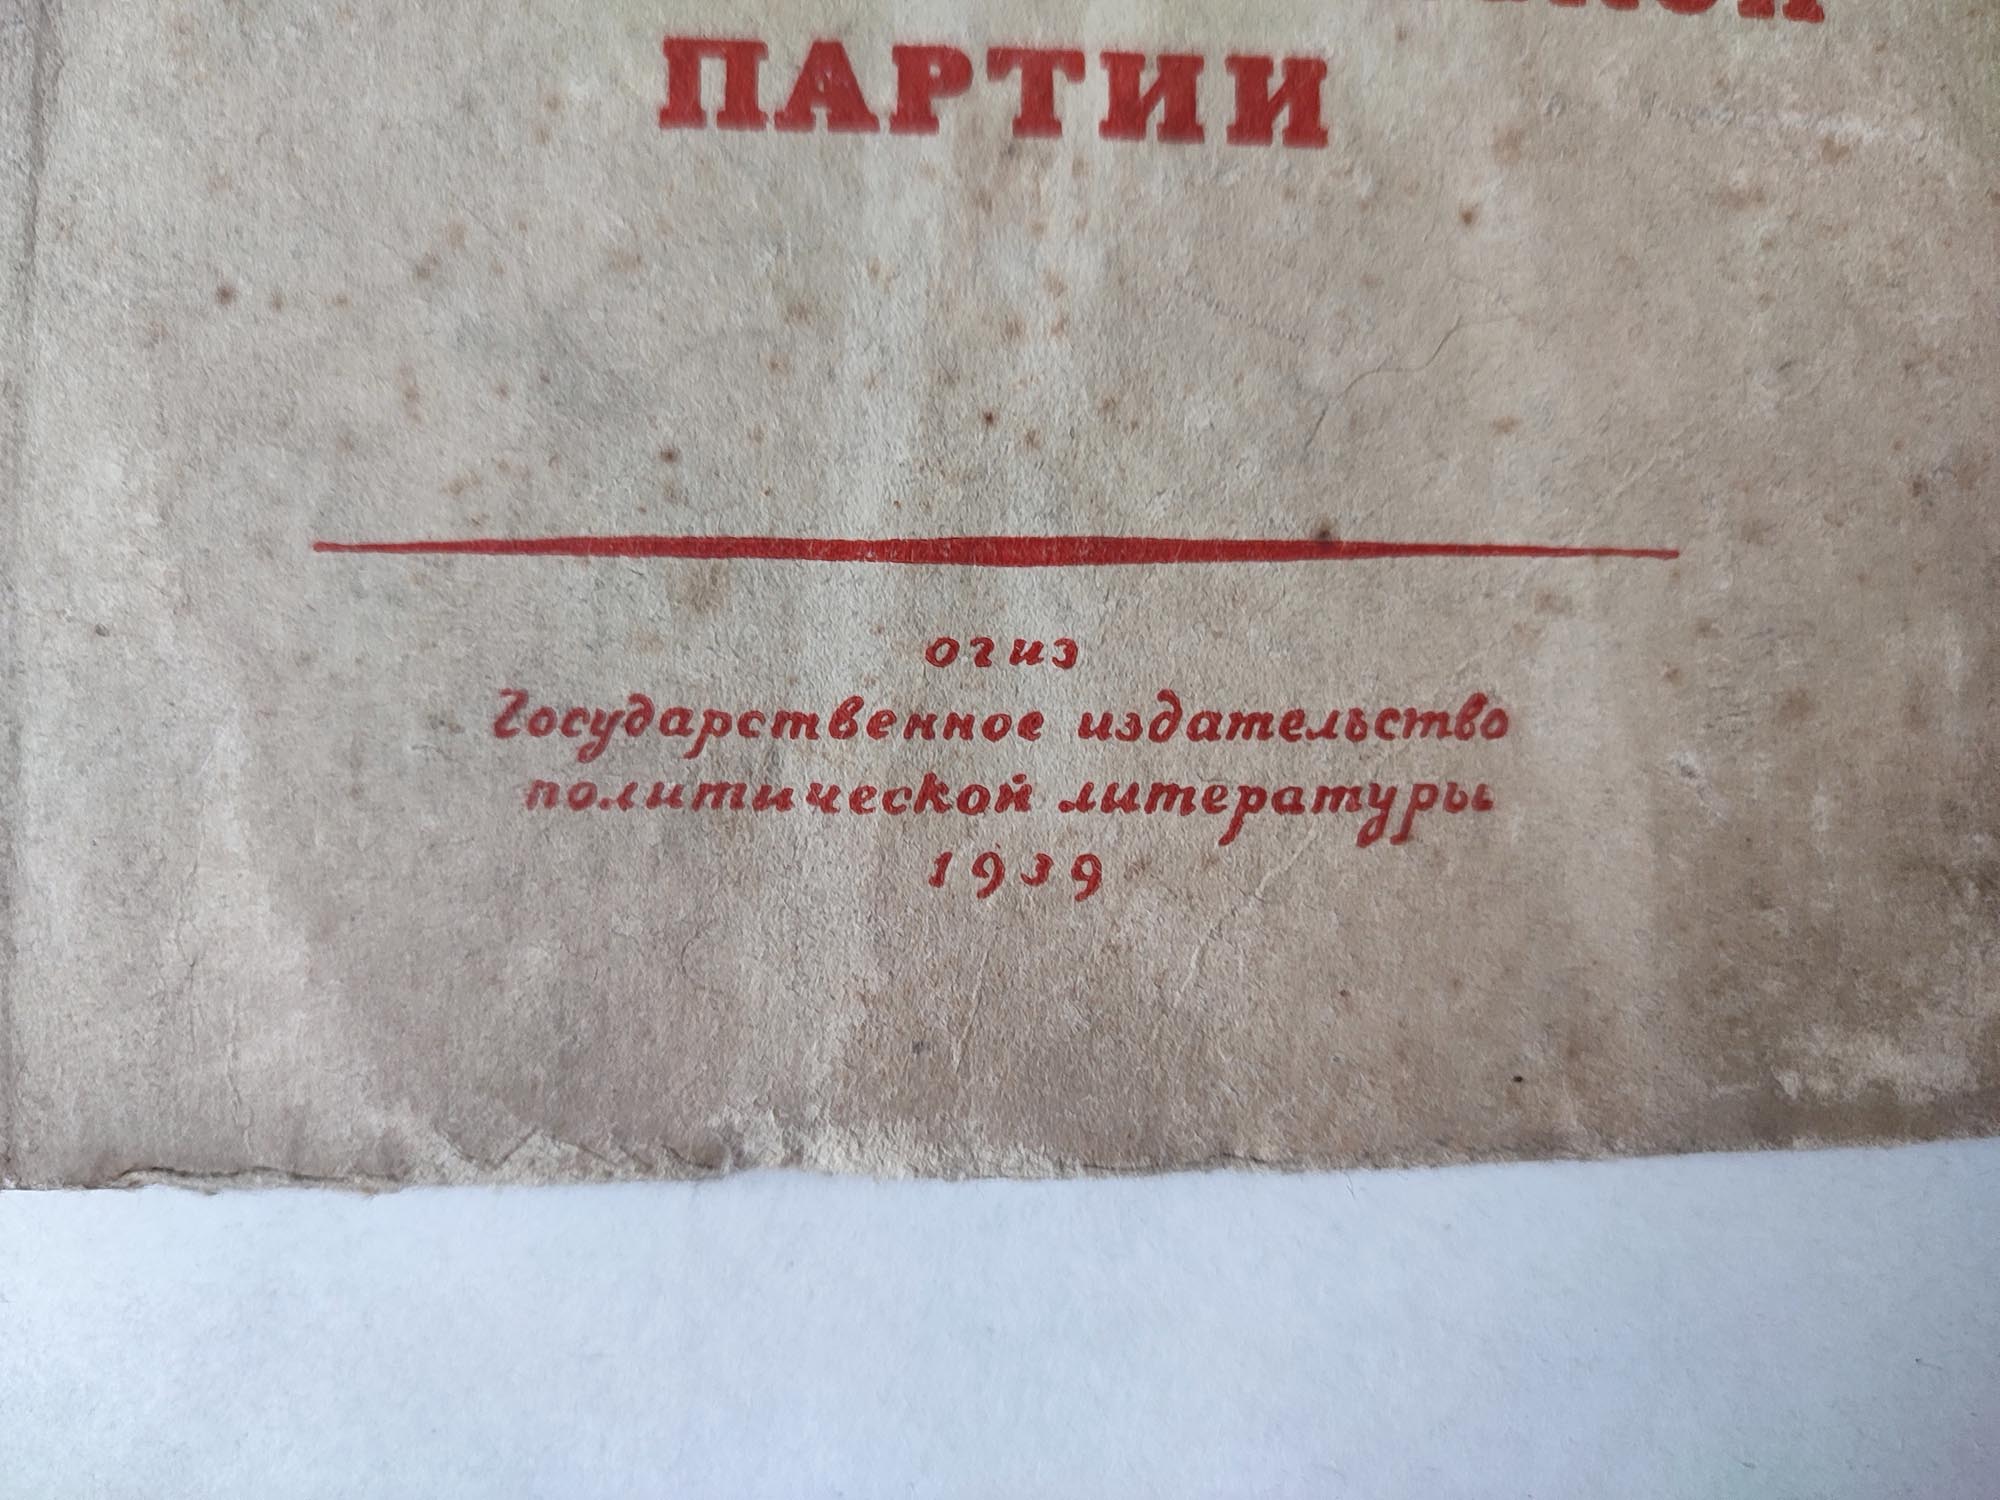 ПАРТИИ
огиз
Государственное издательство
политической литературы
1939